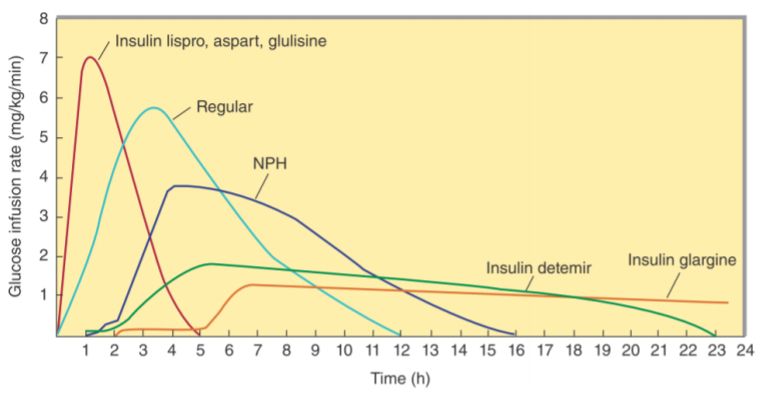 Glucose infusion rate (mg/kg/min)
8
7
6
5
4
3
2
1
Insulin lispro, aspart, glulisine
Regular
NPH
Insulin detemir
Insulin glargine
1 2 3 4 5 6 7 8 9 10 11 12 13 14 15 16 17 18 19 20 21 22 23 24
Time (h)